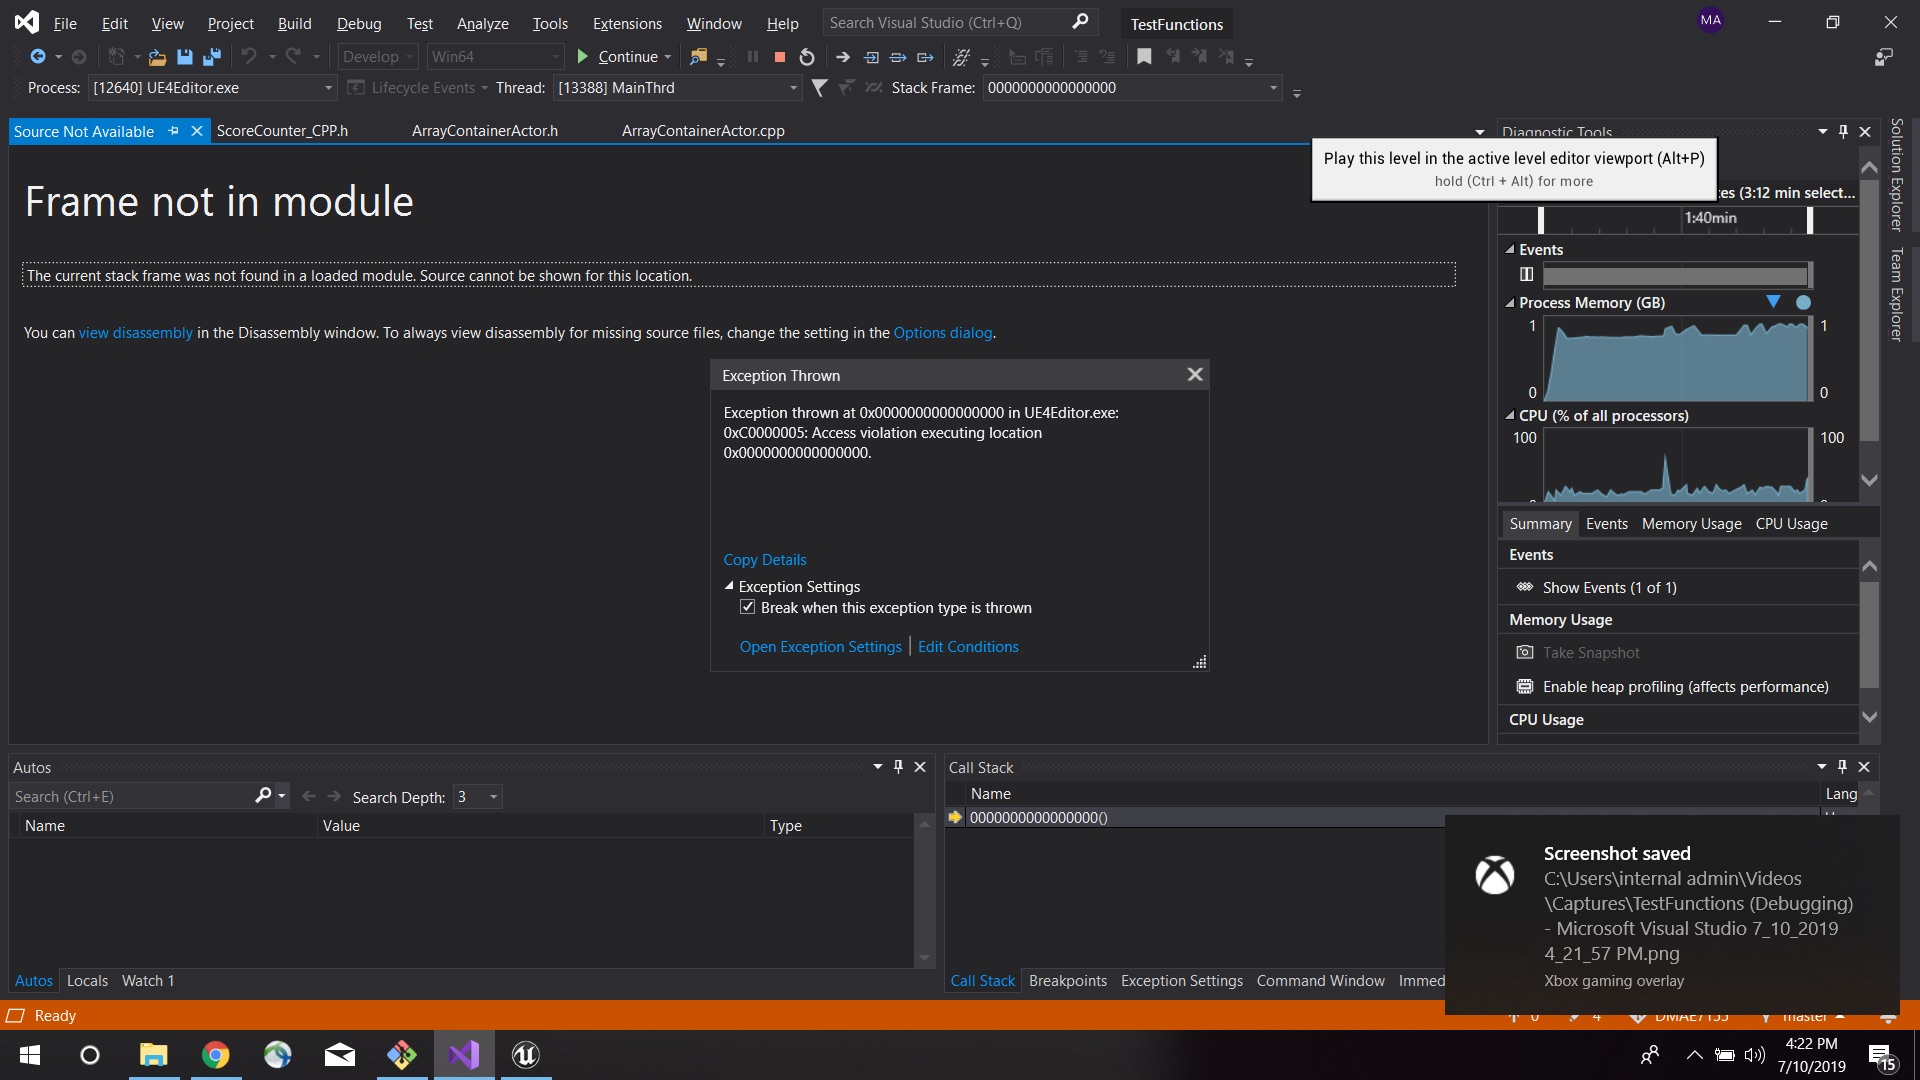 File Edit View Project Build Debug Test Analyze Tools Extensions Window Help Search Visual Studio (Ctrl+Q) TestFunctions MA
Develop Win64 Continue
Process: [12640] UE4Editor.exe Lifecycle Events Thread: [13388] MainThrd Stack Frame: 0000000000000000
Source Not Available ScoreCounter_CPP.h ArrayContainerActor.h ArrayContainerActor.cpp
Diagnostic Tools
Play this level in the active level editor viewport (Alt+P)
hold (Ctrl + Alt) for more
(3:12 min select...
1:40min
Solution Explorer
Team Explorer
Frame not in module
The current stack frame was not found in a loaded module. Source cannot be shown for this location.
You can view disassembly in the Disassembly window. To always view disassembly for missing source files, change the setting in the Options dialog.
Exception Thrown
Exception thrown at 0x0000000000000000 in UE4Editor.exe:
0xC0000005: Access violation executing location
0x0000000000000000.
Copy Details
Exception Settings
Break when this exception type is thrown
Open Exception Settings | Edit Conditions
Events
Process Memory (GB)
1 1
0 0
CPU (% of all processors)
100 100
Summary Events Memory Usage CPU Usage
Events
Show Events (1 of 1)
Memory Usage
Take Snapshot
Enable heap profiling (affects performance)
CPU Usage
Autos
Search (Ctrl+E) Search Depth: 3
Name Value Type
Autos Locals Watch 1
Call Stack
Name Lang
0000000000000000()
Call Stack Breakpoints Exception Settings Command Window Immed
Screenshot saved
C:\Users\internal admin\Videos
\Captures\TestFunctions (Debugging)
- Microsoft Visual Studio 7_10_2019
4_21_57 PM.png
Xbox gaming overlay
Ready 0 4 master
4:22 PM
7/10/2019
15